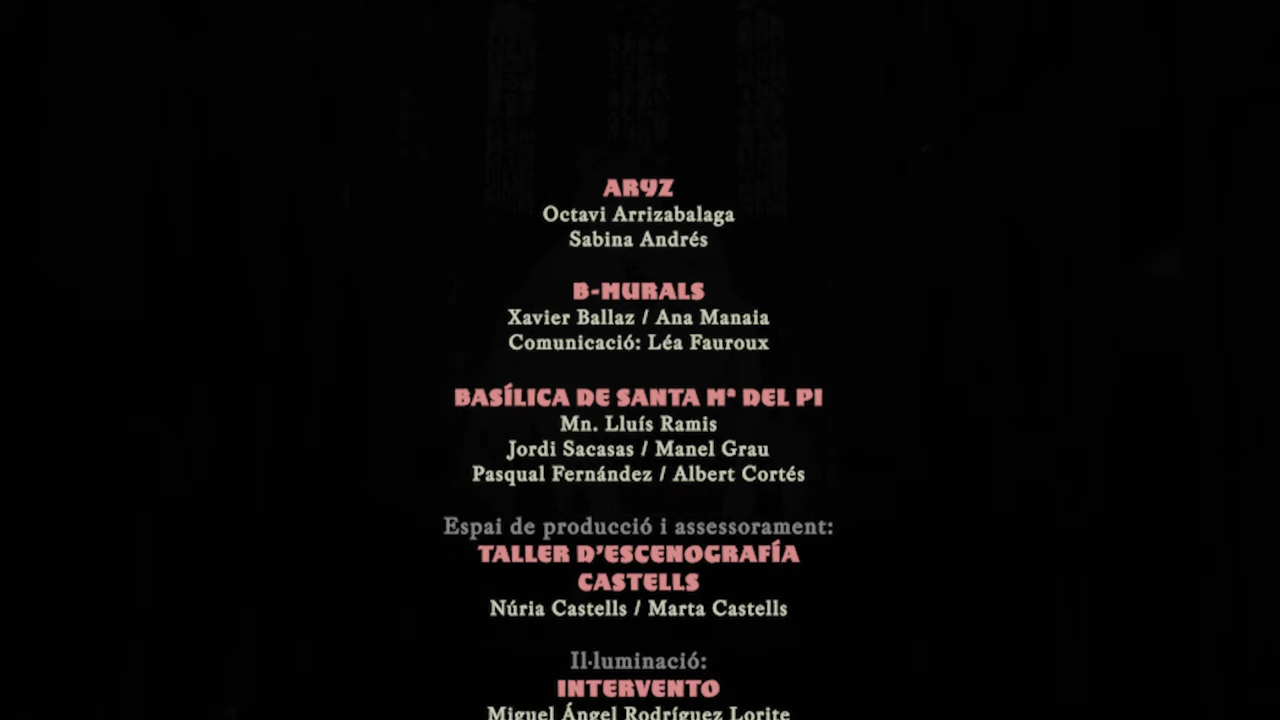 ARYZ
Octavi Arrizabalaga
Sabina Andrés
B-MURALS
Xavier Ballaz / Ana Manaia
Comunicació: Léa Fauroux
BASÍLICA DE SANTA Mª DEL PI
Mn. Lluís Ramis
Jordi Sacasas / Manel Grau
Pasqual Fernández / Albert Cortés
Espai de producció i assessorament:
TALLER D'ESCENOGRAFÍA
CASTELLS
Núria Castells / Marta Castells
Il·luminació:
INTERVENTO
Miguel Ángel Rodríguez Lorite